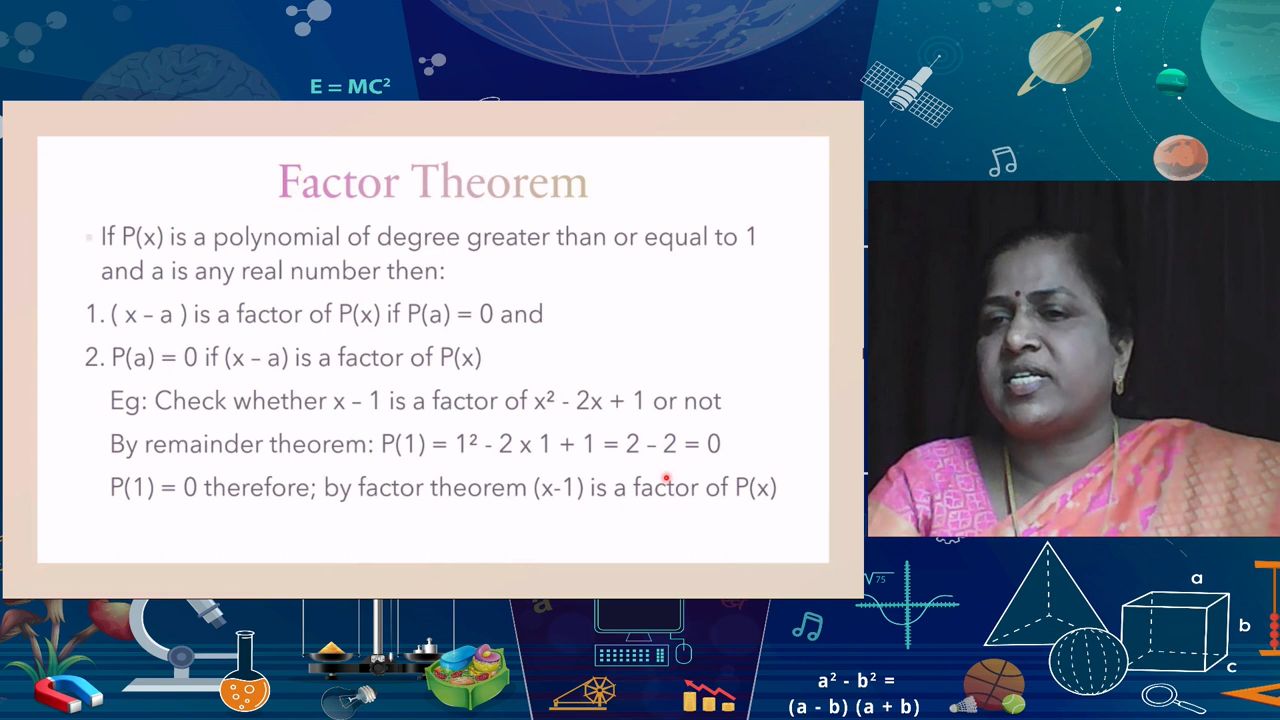 E = MC²
Factor Theorem
If P(x) is a polynomial of degree greater than or equal to 1
and a is any real number then:
1. ( x – a ) is a factor of P(x) if P(a) = 0 and
2. P(a) = 0 if (x – a) is a factor of P(x)
Eg: Check whether x – 1 is a factor of x² - 2x + 1 or not
By remainder theorem: P(1) = 1² - 2 x 1 + 1 = 2 – 2 = 0
P(1) = 0 therefore; by factor theorem (x-1) is a factor of P(x)
√75
a
b
c
a² - b² =
(a - b) (a + b)